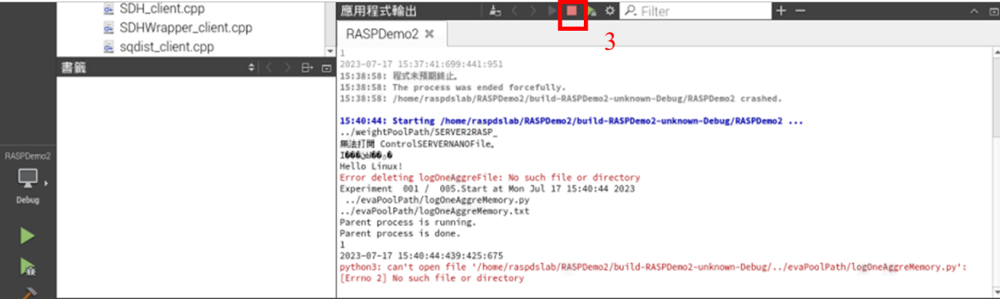 SDH_client.cpp
SDHWrapper_client.cpp
sqdist_client.cpp
書籤
應用程式輸出
Filter
3
RASPDemo2
1
2023-07-17 15:37:41:699:441:951
15:38:58: 程式未預期終止。
15:38:58: The process was ended forcefully.
15:38:58: /home/raspdslab/RASPDemo2/build-RASPDemo2-unknown-Debug/RASPDemo2 crashed.
15:40:44: Starting /home/raspdslab/RASPDemo2/build-RASPDemo2-unknown-Debug/RASPDemo2 ...
../weightPoolPath/SERVER2RASP_
無法打開 ControlSERVERNANOFile。
Hello Linux!
Error deleting logOneAggreFile: No such file or directory
Experiment  001 /  005.Start at Mon Jul 17 15:40:44 2023
../evaPoolPath/logOneAggreMemory.py
../evaPoolPath/logOneAggreMemory.txt
Parent process is running.
Parent process is done.
1
2023-07-17 15:40:44:439:425:675
python3: can't open file '/home/raspdslab/RASPDemo2/build-RASPDemo2-unknown-Debug/../evaPoolPath/logOneAggreMemory.py':
[Errno 2] No such file or directory
RASPDemo2
Debug